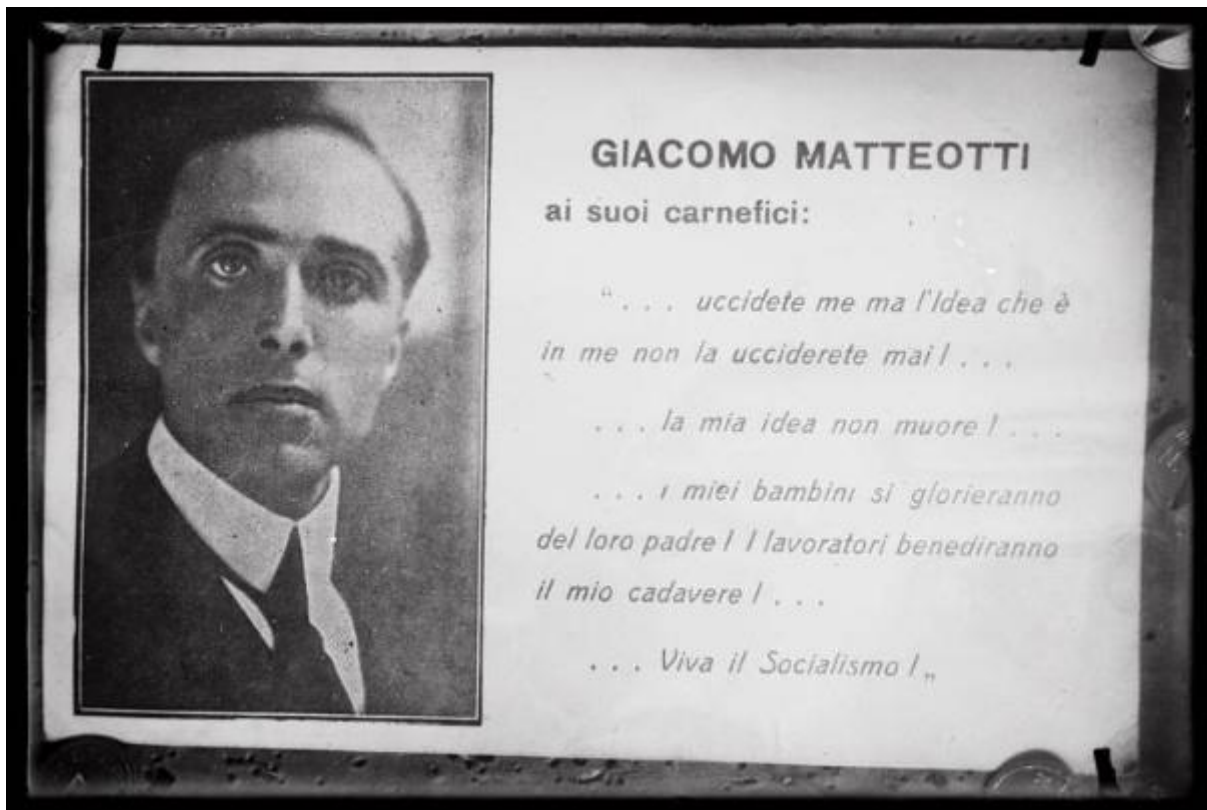 GIACOMO MATTEOTTI
ai suoi carnefici:
“ . . . uccidete me ma l'Idea che è
in me non la ucciderete mai ! . . .
. . . la mia idea non muore ! . . .
. . . i miei bambini si glorieranno
del loro padre ! I lavoratori benediranno
il mio cadavere ! . . .
. . . Viva il Socialismo ! „